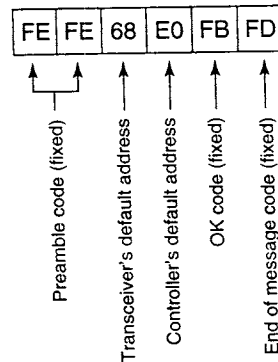 FE FE 68 E0 FB FD
Preamble code (fixed)
Transceiver's default address
Controller's default address
OK code (fixed)
End of message code (fixed)